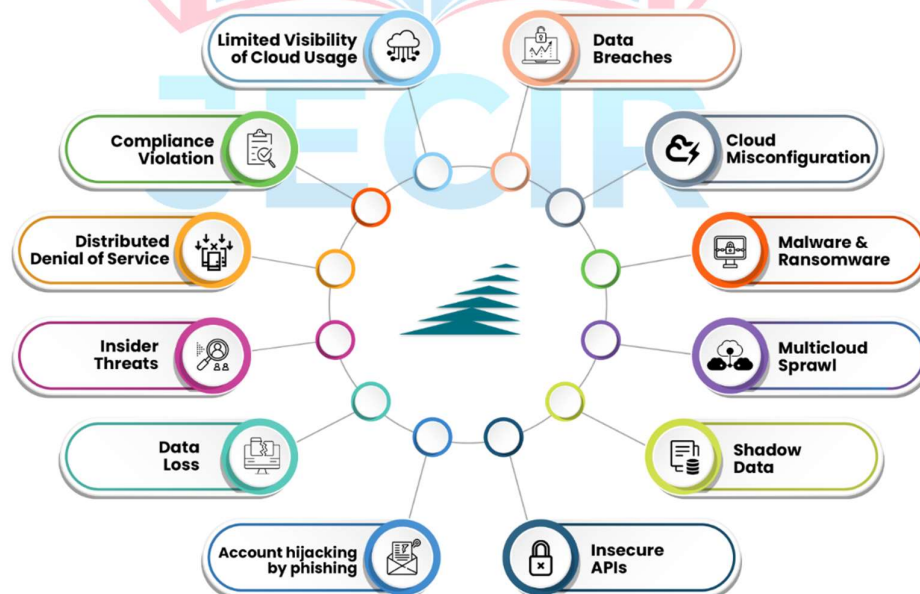 Limited Visibility
of Cloud Usage
Data
Breaches
Compliance
Violation
Cloud
Misconfiguration
Distributed
Denial of Service
Malware &
Ransomware
Insider
Threats
Multicloud
Sprawl
Data
Loss
Shadow
Data
Account hijacking
by phishing
Insecure
APIs
JECIR